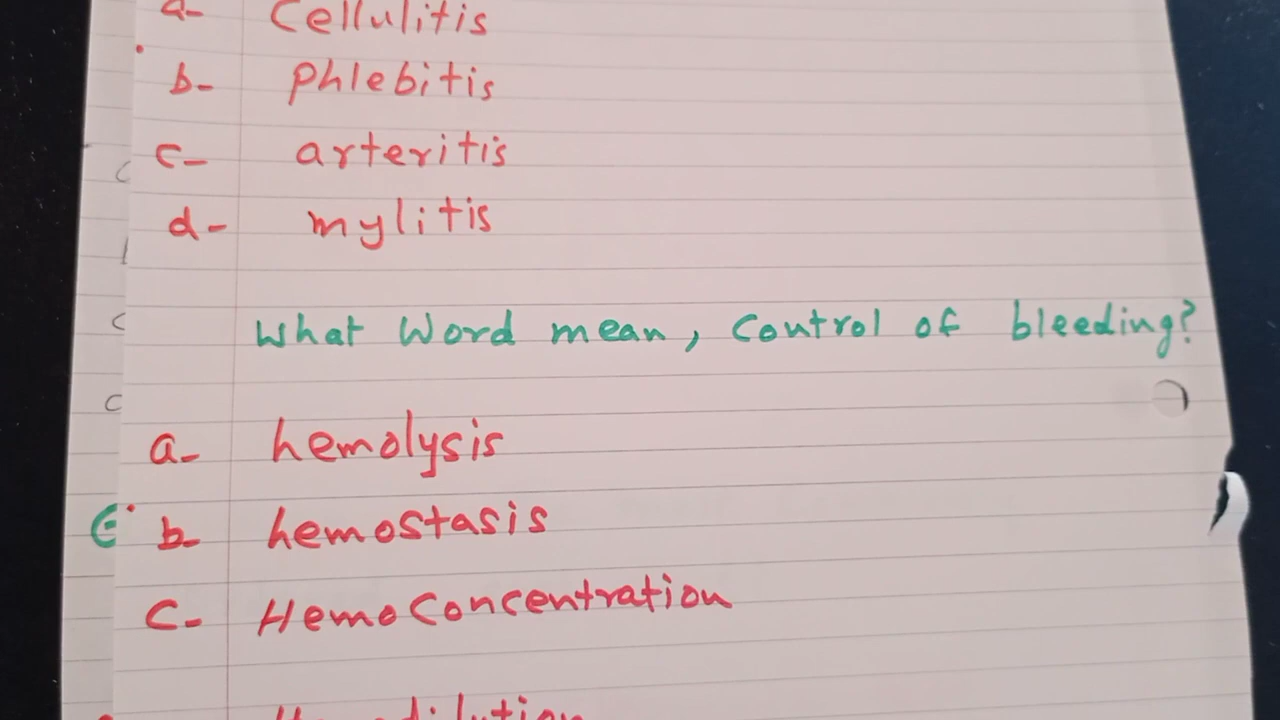 a- Cellulitis
b- Phlebitis
c- arteritis
d- mylitis
What Word mean, Control of bleeding?
a- hemolysis
b- hemostasis
C- HemoConcentration